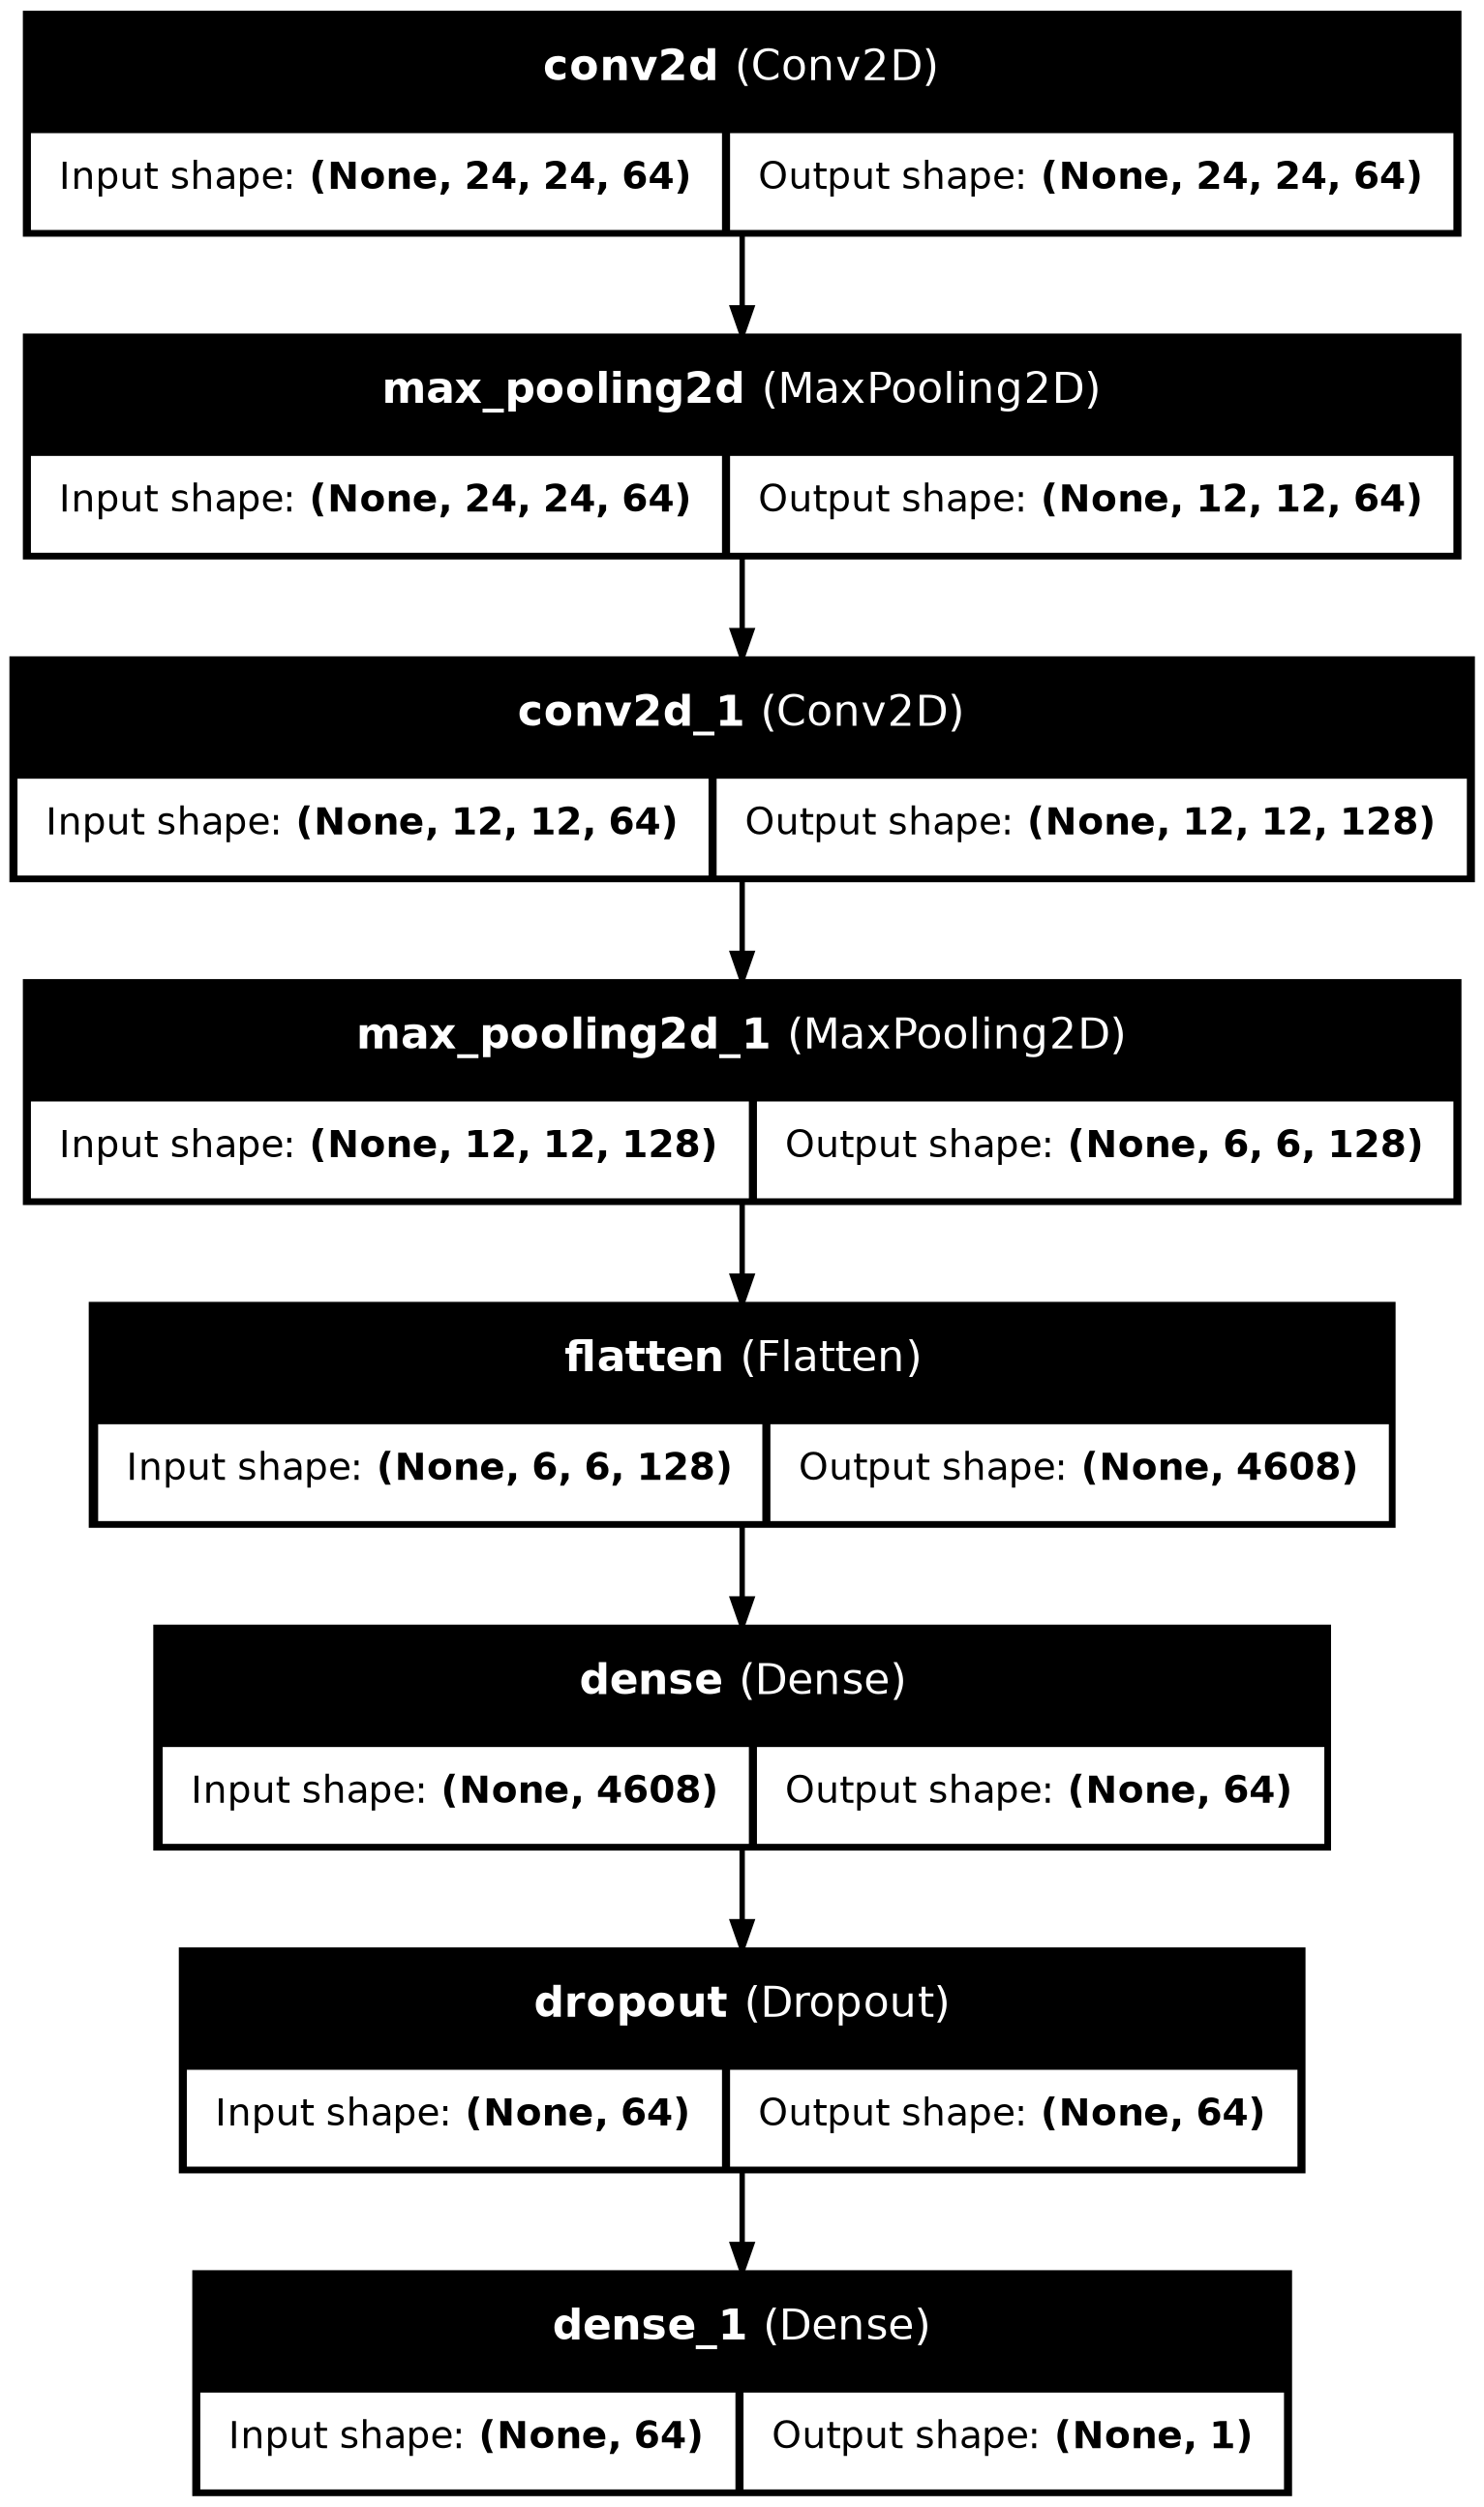 conv2d (Conv2D)
Input shape: (None, 24, 24, 64) Output shape: (None, 24, 24, 64)
max_pooling2d (MaxPooling2D)
Input shape: (None, 24, 24, 64) Output shape: (None, 12, 12, 64)
conv2d_1 (Conv2D)
Input shape: (None, 12, 12, 64) Output shape: (None, 12, 12, 128)
max_pooling2d_1 (MaxPooling2D)
Input shape: (None, 12, 12, 128) Output shape: (None, 6, 6, 128)
flatten (Flatten)
Input shape: (None, 6, 6, 128) Output shape: (None, 4608)
dense (Dense)
Input shape: (None, 4608) Output shape: (None, 64)
dropout (Dropout)
Input shape: (None, 64) Output shape: (None, 64)
dense_1 (Dense)
Input shape: (None, 64) Output shape: (None, 1)